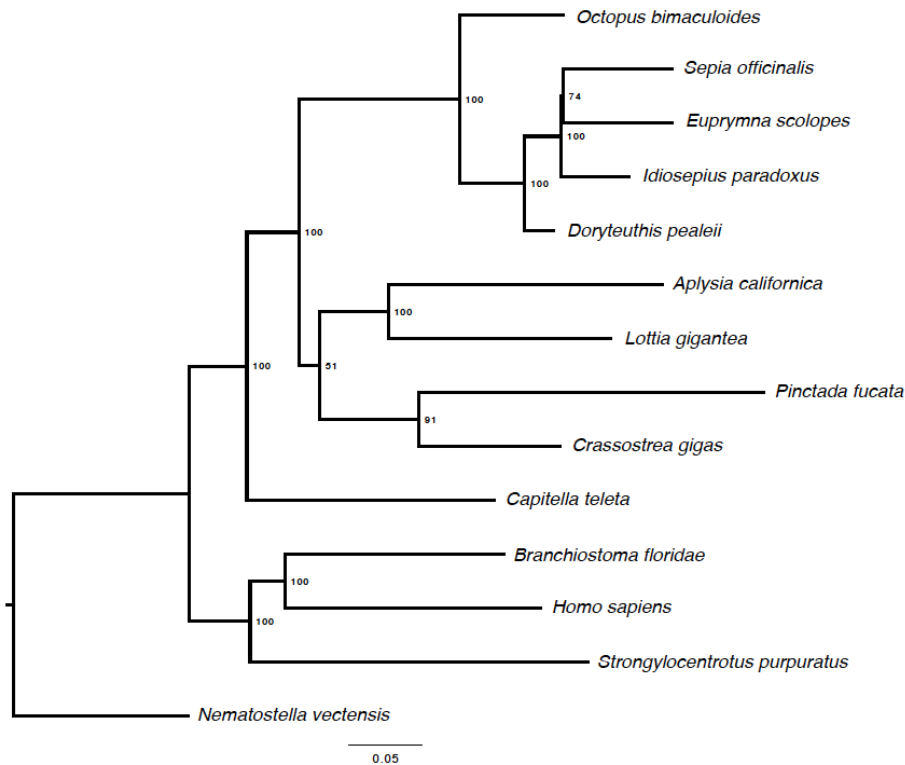 Octopus bimaculoides
Sepia officinalis
74
Euprymna scolopes
100
100
Idiosepius paradoxus
100
Doryteuthis pealeii
100
Aplysia californica
100
Lottia gigantea
100
51
Pinctada fucata
91
Crassostrea gigas
Capitella teleta
Branchiostoma floridae
100
Homo sapiens
100
Strongylocentrotus purpuratus
Nematostella vectensis
0.05